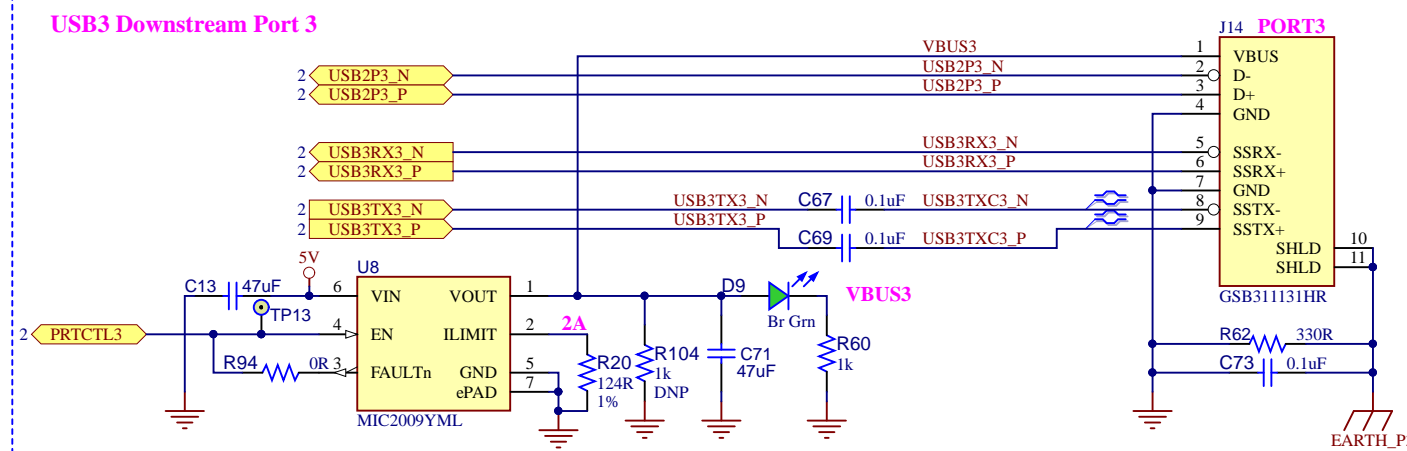 USB3 Downstream Port 3
J14 PORT3
VBUS3 1 VBUS
2 USB2P3_N USB2P3_N 2 D-
2 USB2P3_P USB2P3_P 3 D+
4 GND
2 USB3RX3_N USB3RX3_N 5 SSRX-
2 USB3RX3_P USB3RX3_P 6 SSRX+
7 GND
2 USB3TX3_N USB3TX3_N C67 0.1uF USB3TXC3_N 8 SSTX-
2 USB3TX3_P USB3TX3_P C69 0.1uF USB3TXC3_P 9 SSTX+
SHLD 10
SHLD 11
GSB311131HR
5V
U8
C13 47uF 6 VIN VOUT 1 D9 VBUS3
TP13
Br Grn
2 PRTCTL3 4 EN ILIMIT 2 2A
R94 0R 3 FAULTn GND 5
ePAD 7
MIC2009YML
R20
124R
1%
R104
1k
DNP
C71
47uF
R60
1k
R62 330R
C73 0.1uF